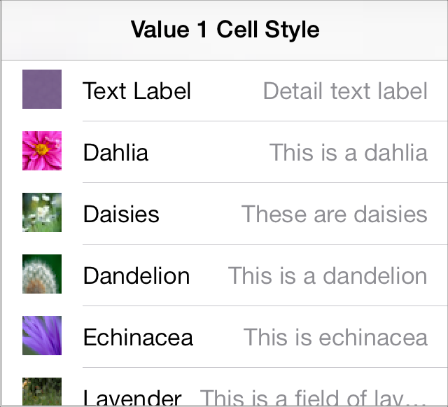 Value 1 Cell Style
Text Label Detail text label
Dahlia This is a dahlia
Daisies These are daisies
Dandelion This is a dandelion
Echinacea This is echinacea
Lavender This is a field of lav...